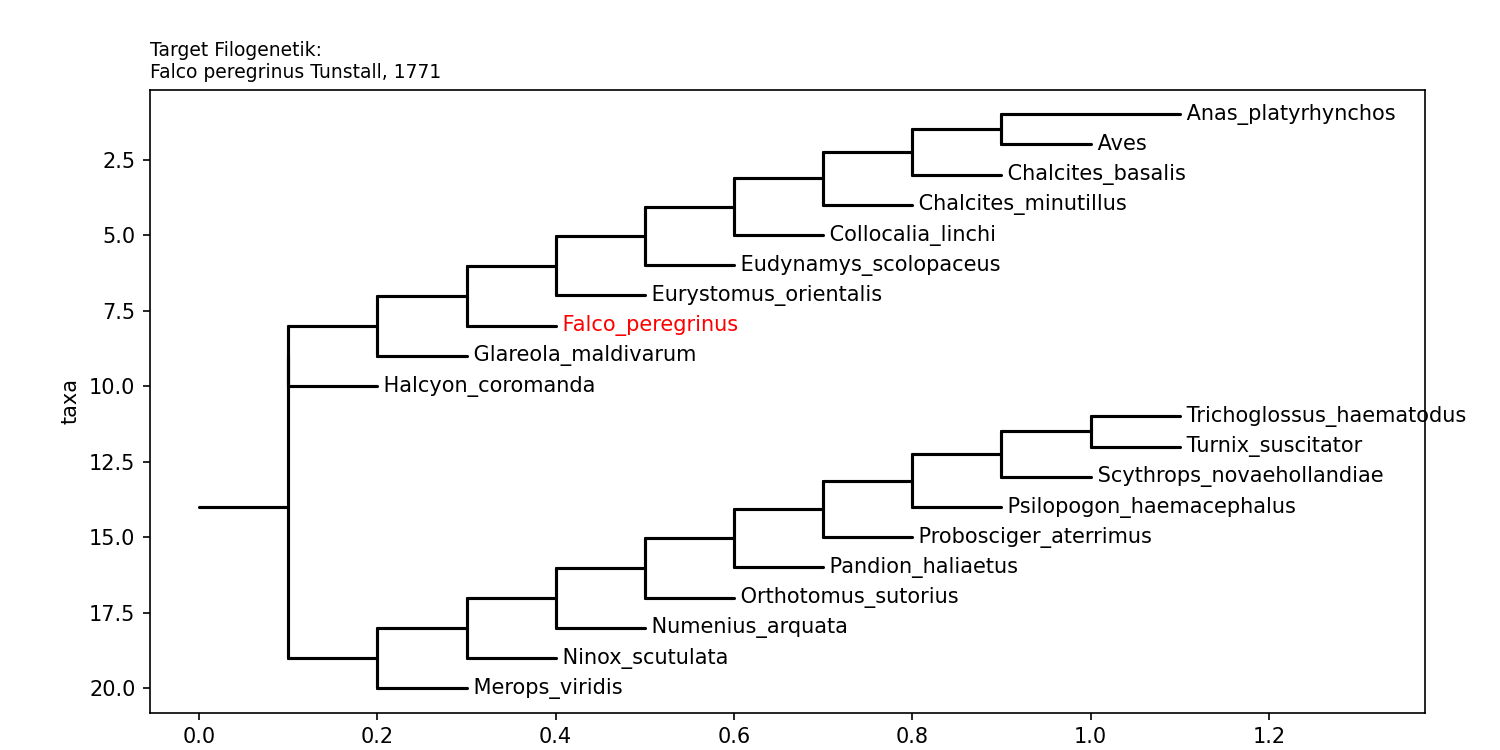 Target Filogenetik:
Falco peregrinus Tunstall, 1771
Anas_platyrhynchos
Aves
2.5
Chalcites_basalis
Chalcites_minutillus
5.0
Collocalia_linchi
Eudynamys_scolopaceus
Eurystomus_orientalis
7.5
Falco_peregrinus
Glareola_maldivarum
taxa
10.0
Halcyon_coromanda
Trichoglossus_haematodus
Turnix_suscitator
12.5
Scythrops_novaehollandiae
Psilopogon_haemacephalus
15.0
Probosciger_aterrimus
Pandion_haliaetus
Orthotomus_sutorius
17.5
Numenius_arquata
Ninox_scutulata
20.0
Merops_viridis
0.0 0.2 0.4 0.6 0.8 1.0 1.2